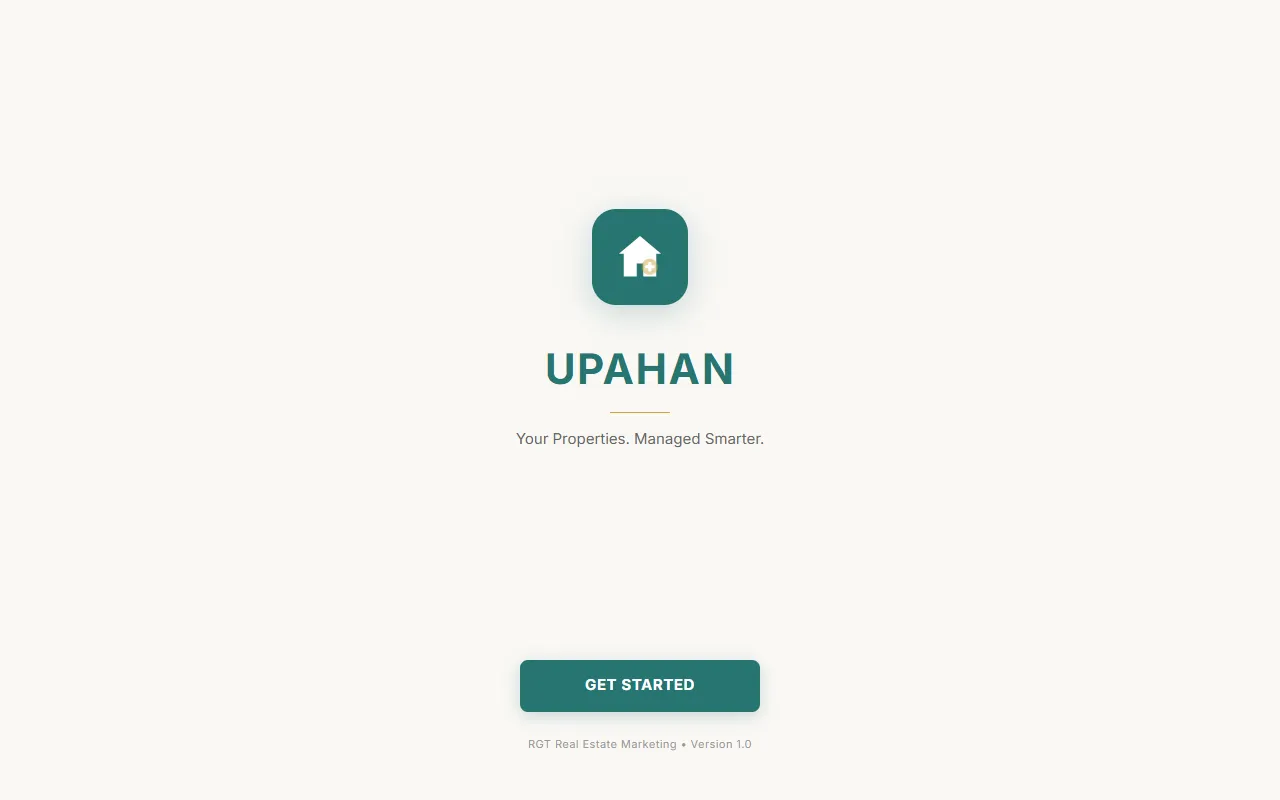 UPAHAN
Your Properties. Managed Smarter.
GET STARTED
RGT Real Estate Marketing • Version 1.0